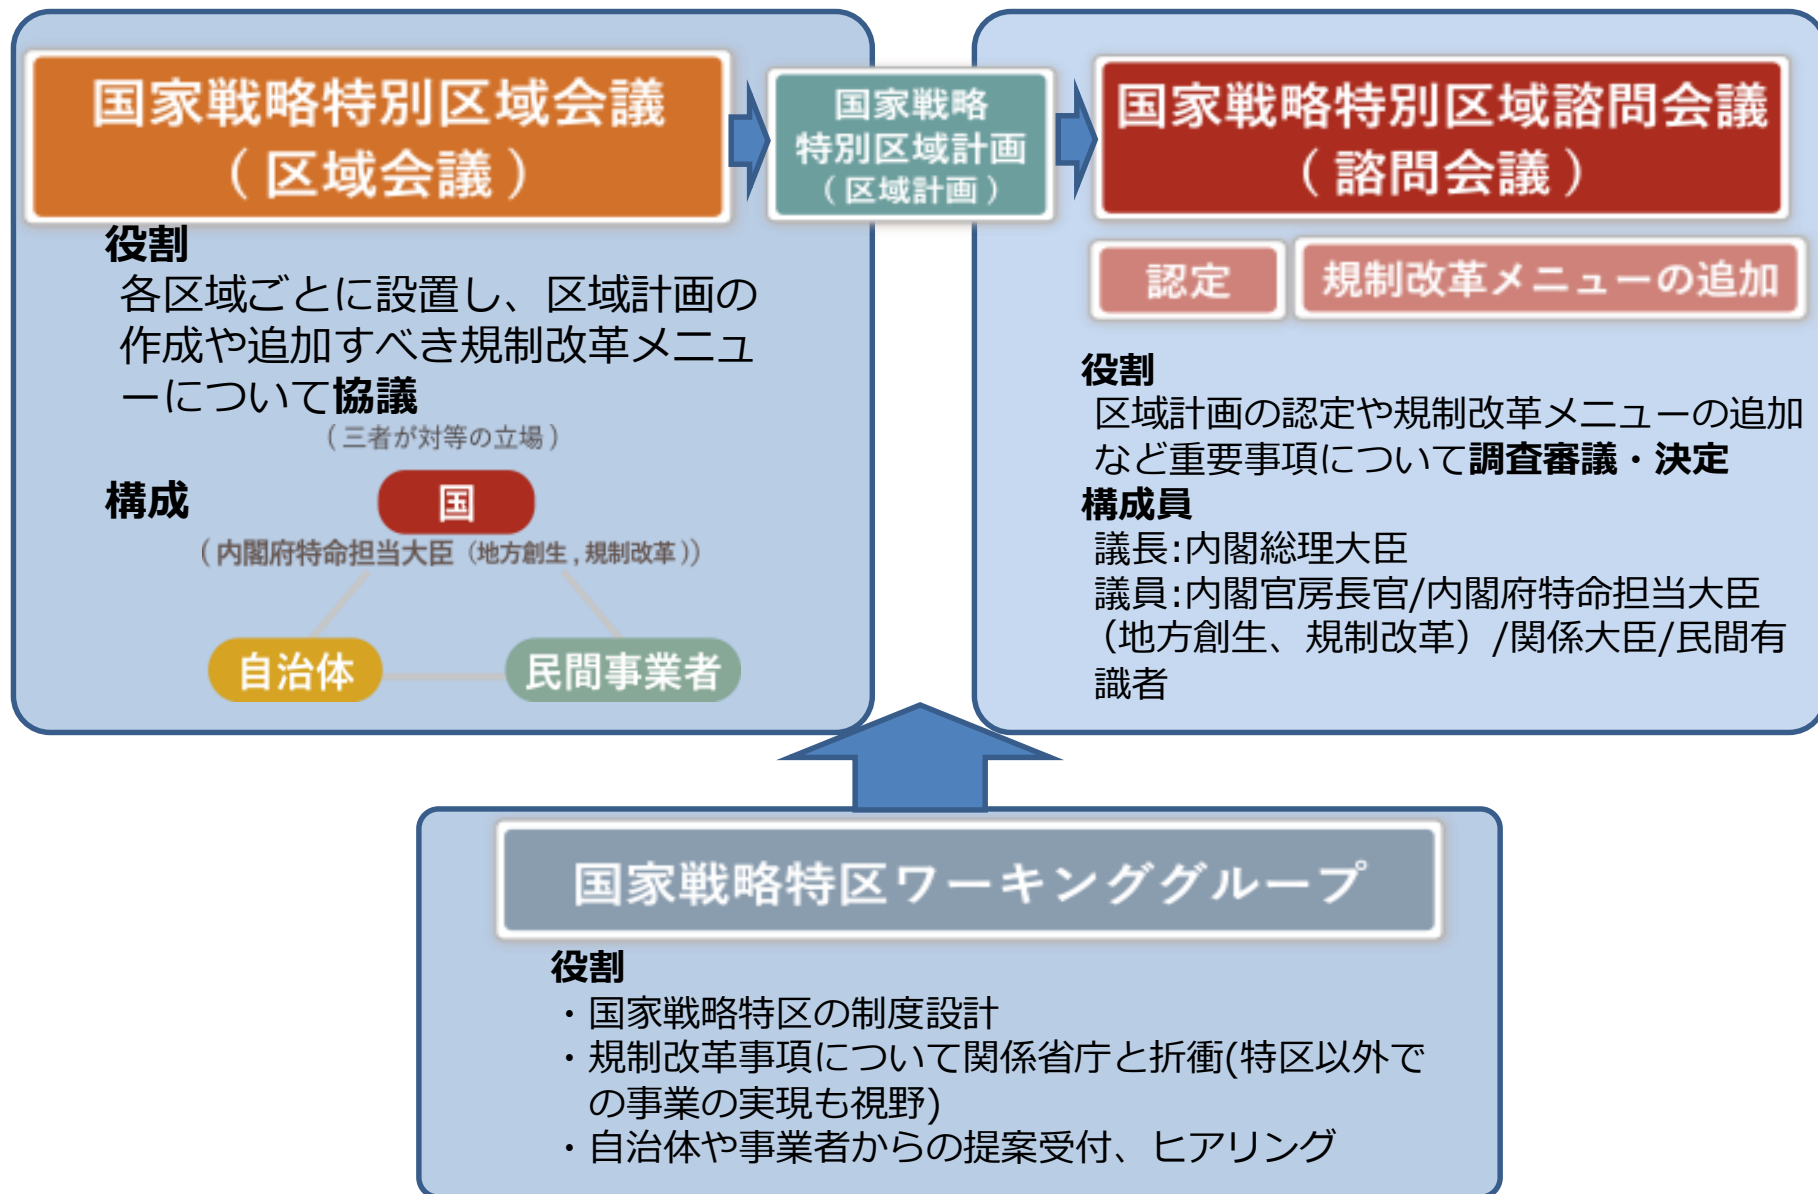 国家戦略特別区域会議
（区域会議）
役割
各区域ごとに設置し、区域計画の
作成や追加すべき規制改革メニュ
ーについて協議
（三者が対等の立場）
構成
国
（内閣府特命担当大臣（地方創生,規制改革））
自治体
民間事業者
国家戦略
特別区域計画
（区域計画）
国家戦略特別区域諮問会議
（諮問会議）
認定
規制改革メニューの追加
役割
区域計画の認定や規制改革メニューの追加
など重要事項について調査審議・決定
構成員
議長:内閣総理大臣
議員:内閣官房長官/内閣府特命担当大臣
（地方創生、規制改革）/関係大臣/民間有
識者
国家戦略特区ワーキンググループ
役割
・国家戦略特区の制度設計
・規制改革事項について関係省庁と折衝(特区以外で
の事業の実現も視野)
・自治体や事業者からの提案受付、ヒアリング